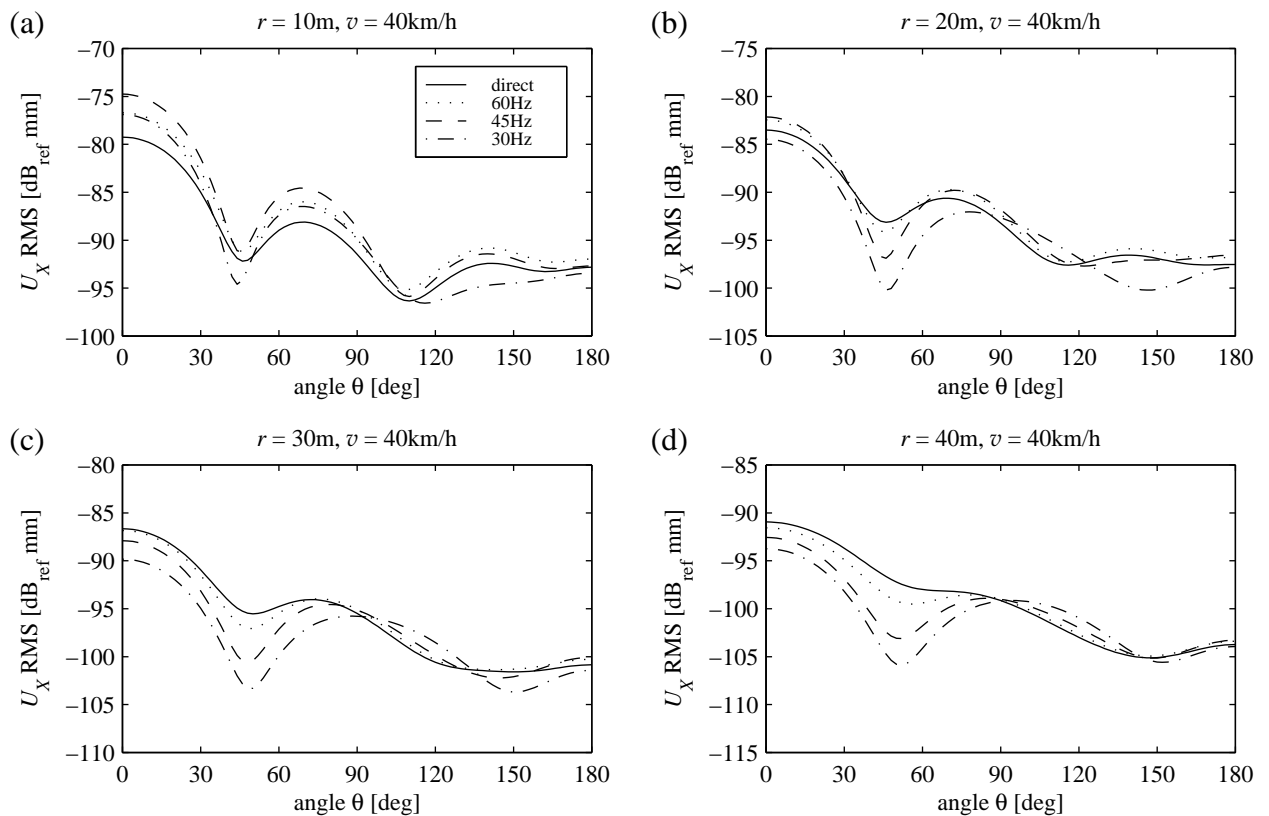 (a)
r = 10m, v = 40km/h
−70
−75
−80
−85
−90
−95
−100
U_X RMS [dB_ref mm]
0 30 60 90 120 150 180
angle θ [deg]
direct
60Hz
45Hz
30Hz
(b)
r = 20m, v = 40km/h
−75
−80
−85
−90
−95
−100
−105
U_X RMS [dB_ref mm]
0 30 60 90 120 150 180
angle θ [deg]
(c)
r = 30m, v = 40km/h
−80
−85
−90
−95
−100
−105
−110
U_X RMS [dB_ref mm]
0 30 60 90 120 150 180
angle θ [deg]
(d)
r = 40m, v = 40km/h
−85
−90
−95
−100
−105
−110
−115
U_X RMS [dB_ref mm]
0 30 60 90 120 150 180
angle θ [deg]